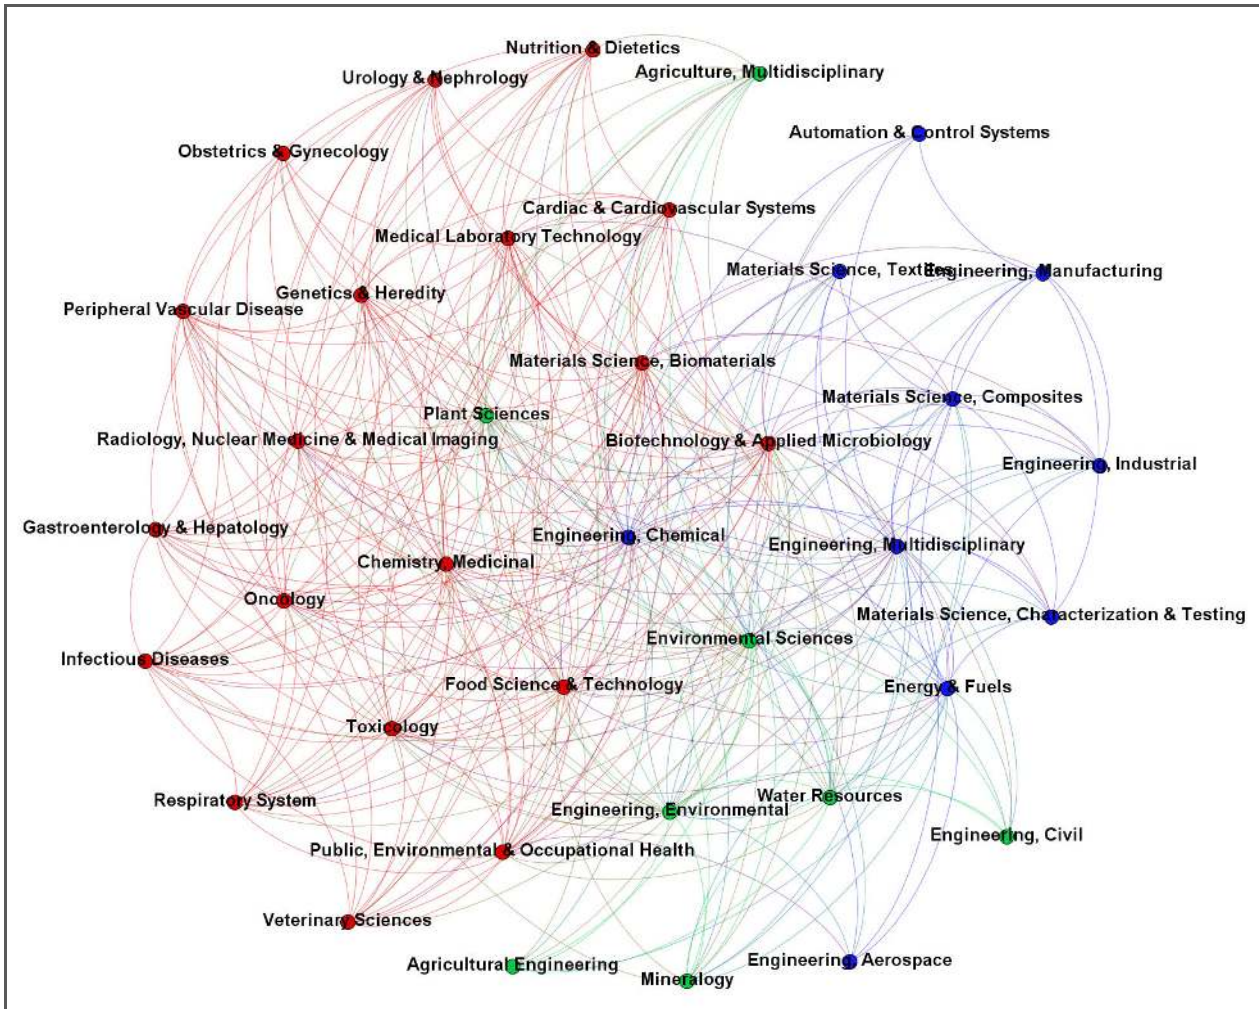 Nutrition & Dietetics
Agriculture, Multidisciplinary
Urology & Nephrology
Automation & Control Systems
Obstetrics & Gynecology
Cardiac & Cardiovascular Systems
Medical Laboratory Technology
Materials Science, Textiles
Engineering, Manufacturing
Genetics & Heredity
Peripheral Vascular Disease
Materials Science, Biomaterials
Materials Science, Composites
Plant Sciences
Radiology, Nuclear Medicine & Medical Imaging
Biotechnology & Applied Microbiology
Engineering, Industrial
Gastroenterology & Hepatology
Engineering, Chemical
Engineering, Multidisciplinary
Chemistry, Medicinal
Oncology
Materials Science, Characterization & Testing
Environmental Sciences
Infectious Diseases
Food Science & Technology
Energy & Fuels
Toxicology
Respiratory System
Water Resources
Engineering, Environmental
Engineering, Civil
Public, Environmental & Occupational Health
Veterinary Sciences
Agricultural Engineering
Engineering, Aerospace
Mineralogy